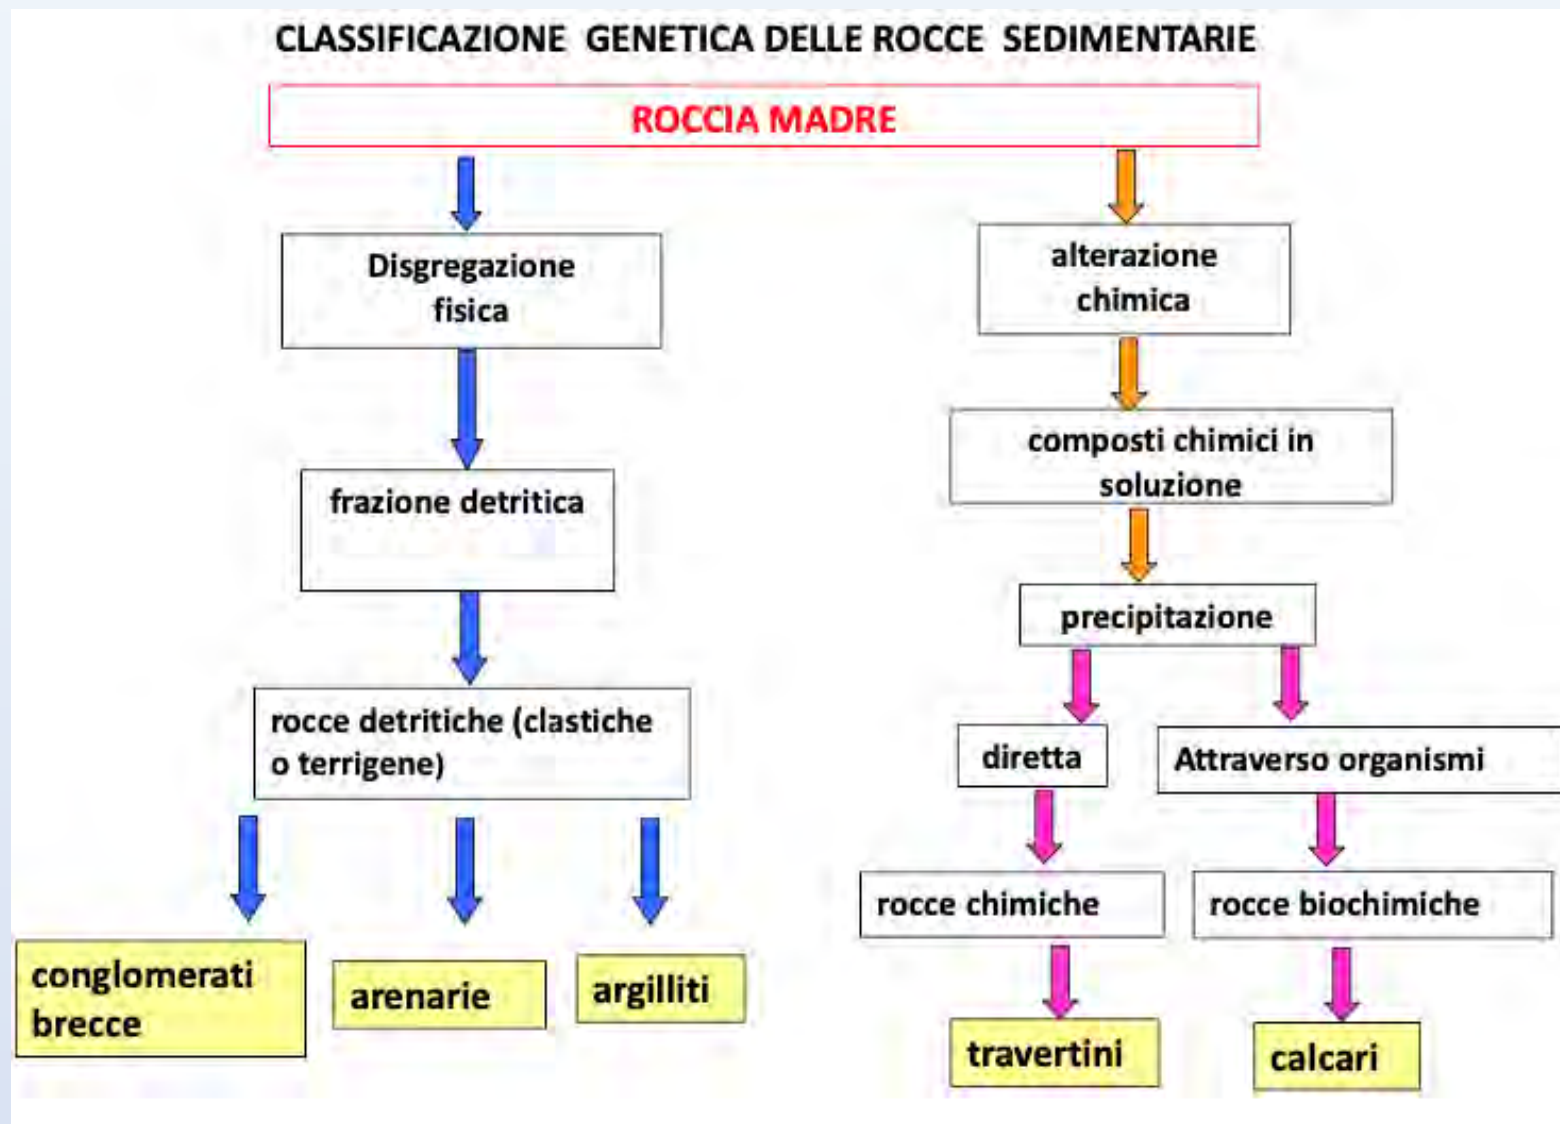 CLASSIFICAZIONE GENETICA DELLE ROCCE SEDIMENTARIE
ROCCIA MADRE
Disgregazione
fisica
frazione detritica
rocce detritiche (clastiche
o terrigene)
conglomerati
brecce
arenarie
argilliti
alterazione
chimica
composti chimici in
soluzione
precipitazione
diretta
Attraverso organismi
rocce chimiche
rocce biochimiche
travertini
calcari